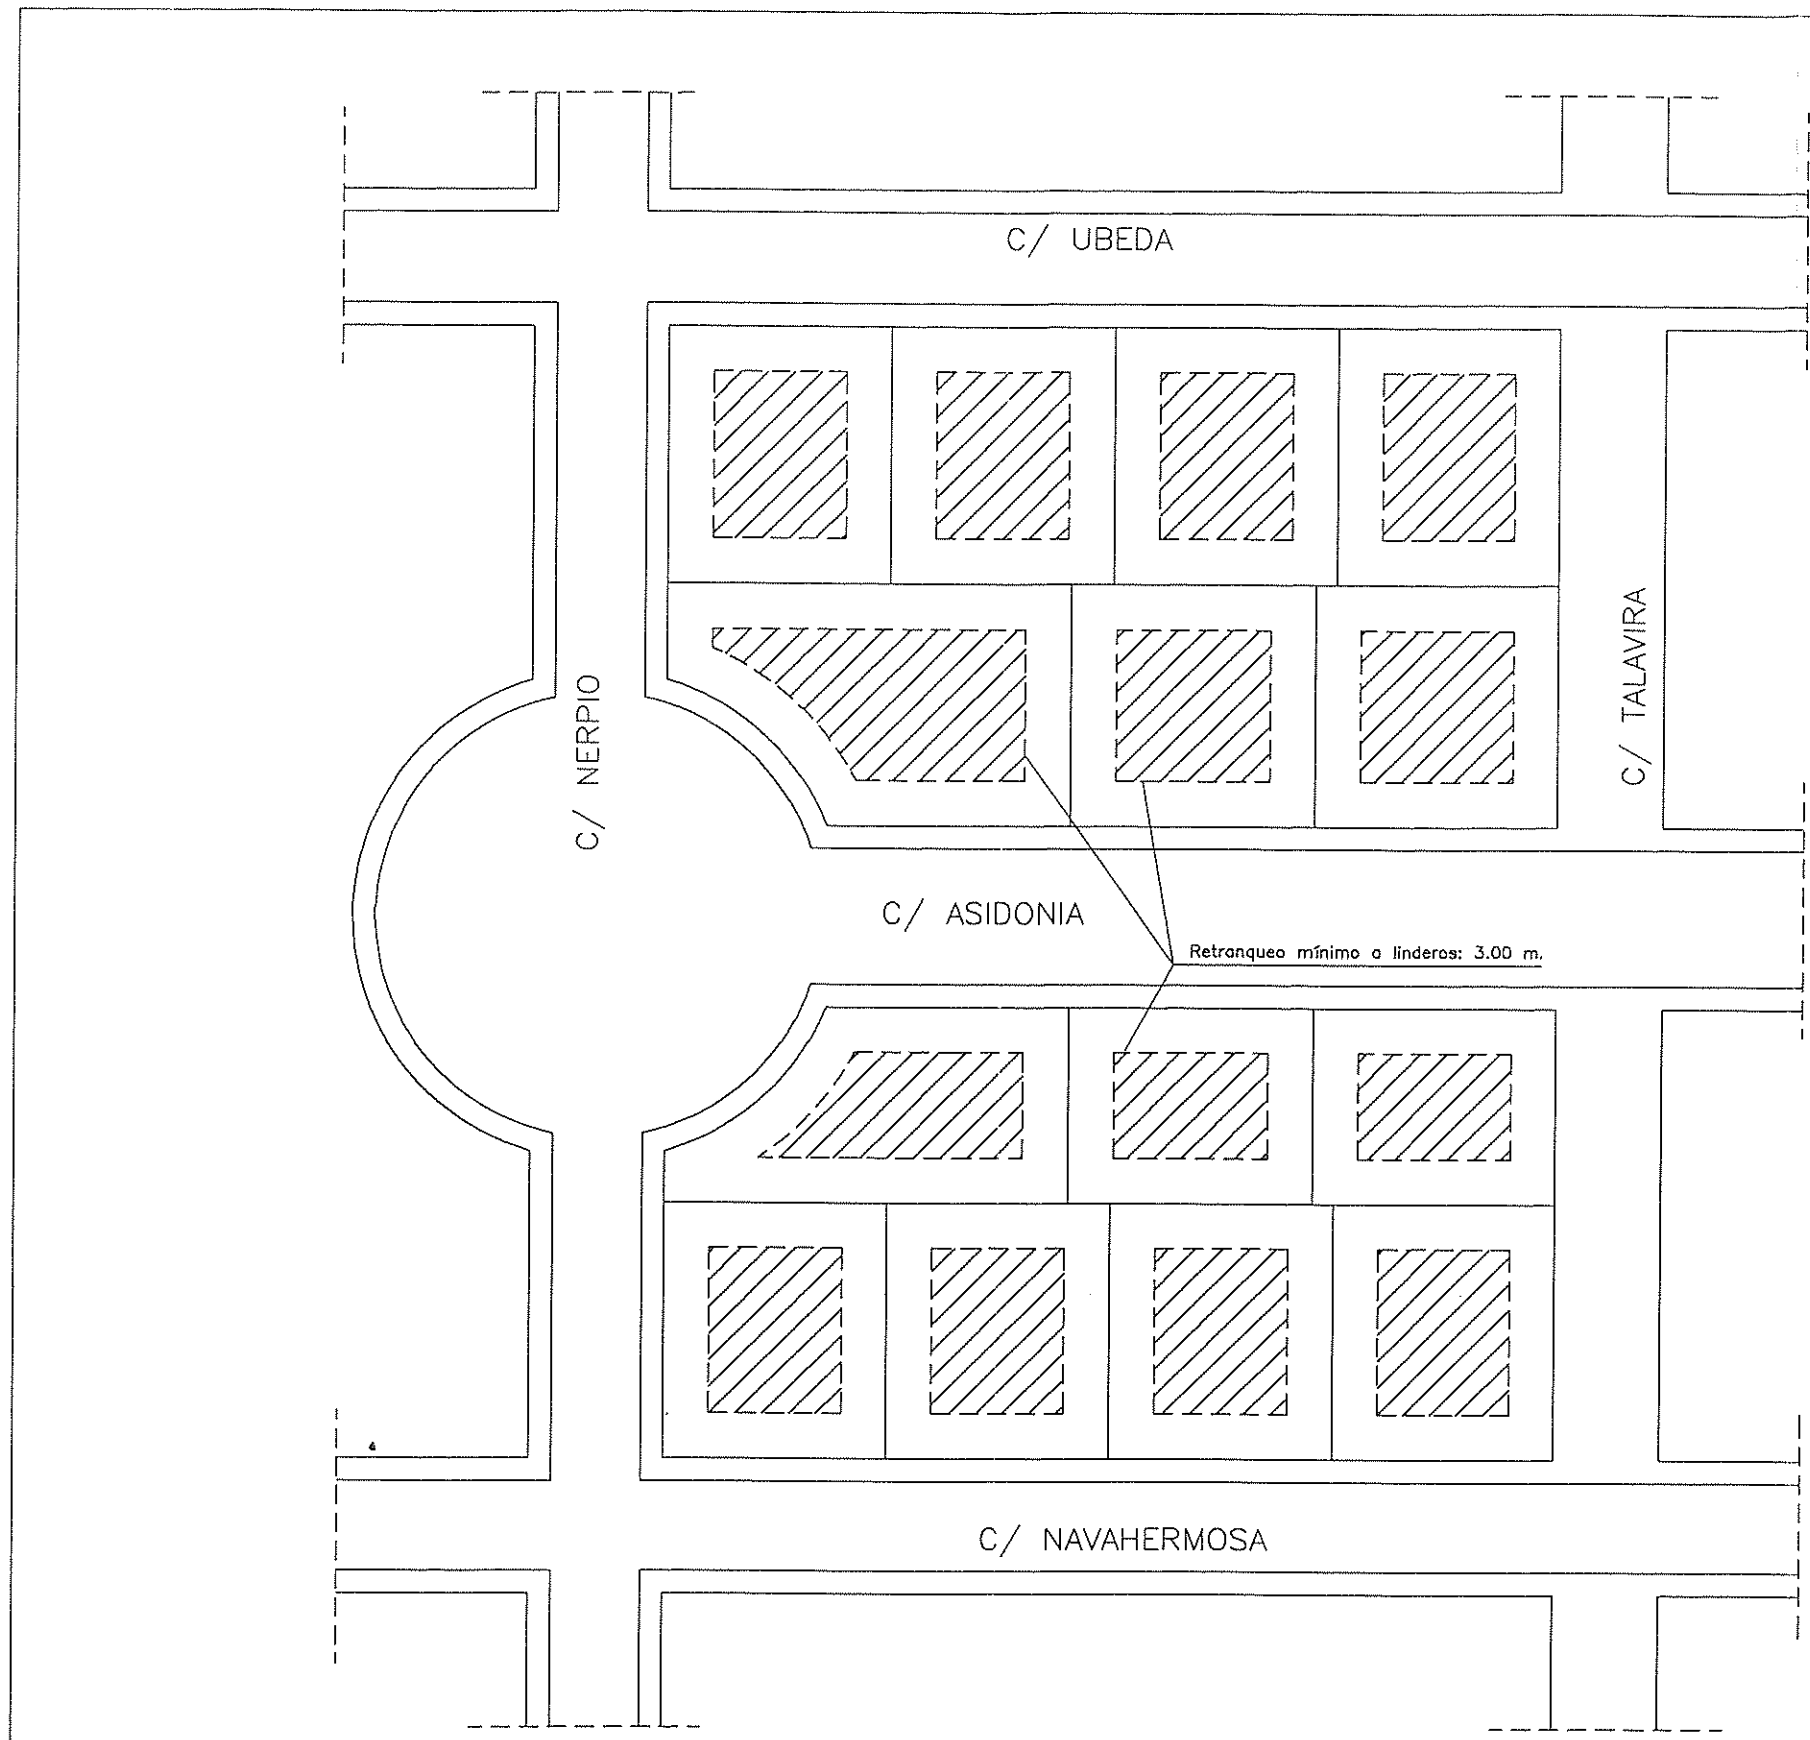 C/ UBEDA
C/ NERPIO
C/ TALAVIRA
C/ ASIDONIA
Retranqueo mínimo a linderos: 3.00 m.
C/ NAVAHERMOSA